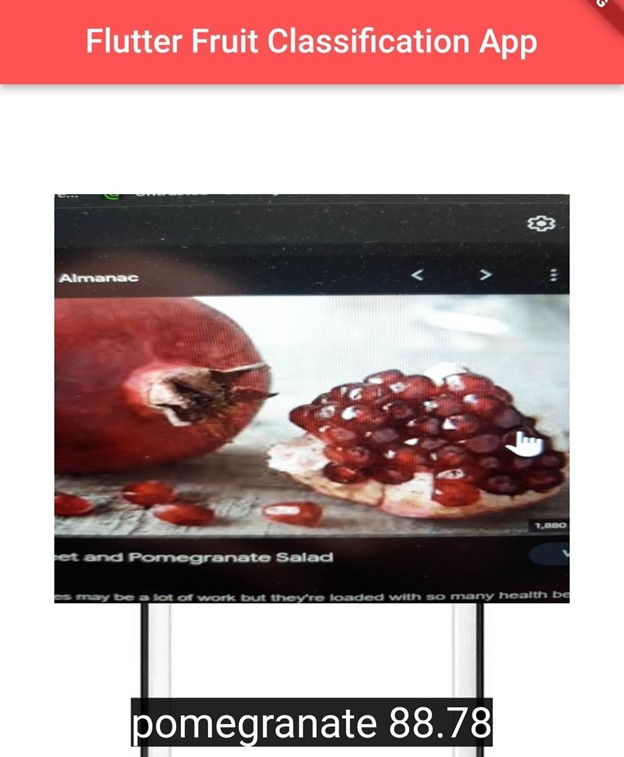 Flutter Fruit Classification App
Almanac
1,880
et and Pomegranate Salad
es may be a lot of work but they're loaded with so many health be
pomegranate 88.78